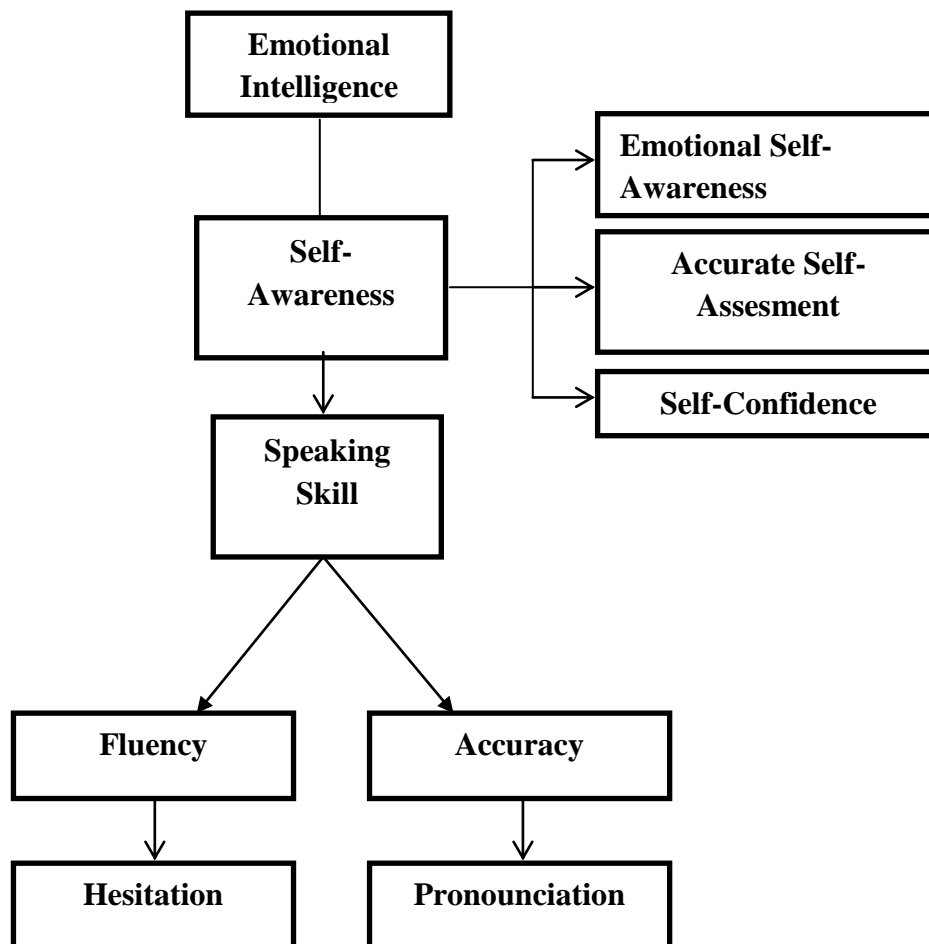 Emotional
Intelligence
Emotional Self-
Awareness
Self-
Awareness
Accurate Self-
Assesment
Self-Confidence
Speaking
Skill
Fluency
Accuracy
Hesitation
Pronounciation